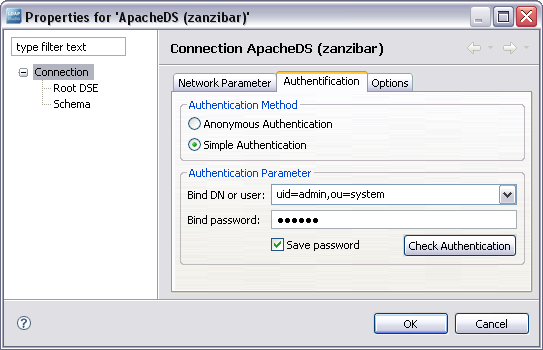 Properties for 'ApacheDS (zanzibar)'
type filter text
Connection
Root DSE
Schema
Connection ApacheDS (zanzibar)
Network Parameter
Authentification
Options
Authentication Method
Anonymous Authentication
Simple Authentication
Authentication Parameter
Bind DN or user:
uid=admin,ou=system
Bind password:
●●●●●●
Save password
Check Authentication
OK
Cancel